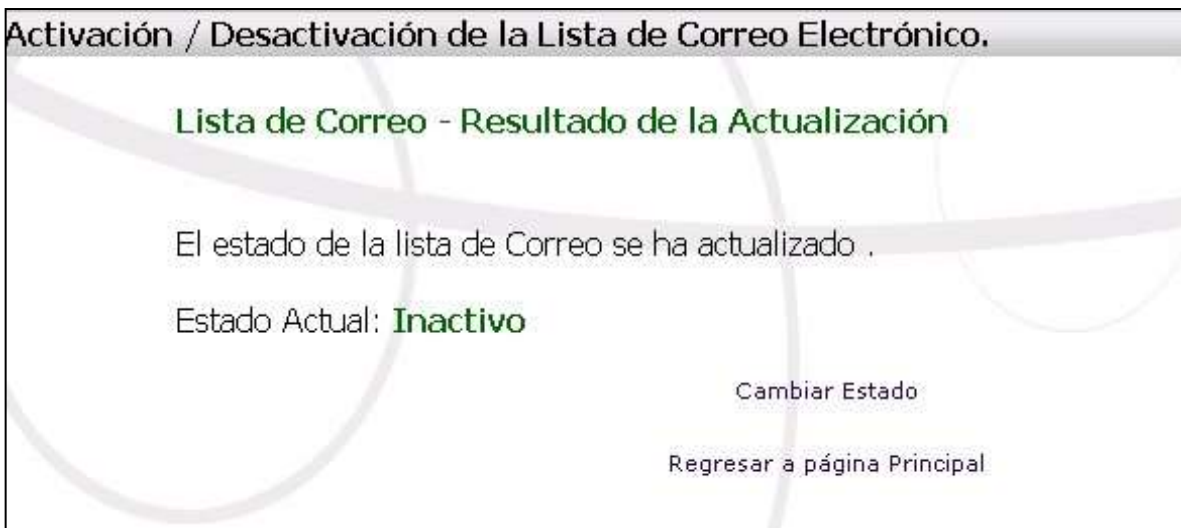 Activación / Desactivación de la Lista de Correo Electrónico.
Lista de Correo - Resultado de la Actualización
El estado de la lista de Correo se ha actualizado .
Estado Actual: Inactivo
Cambiar Estado
Regresar a página Principal